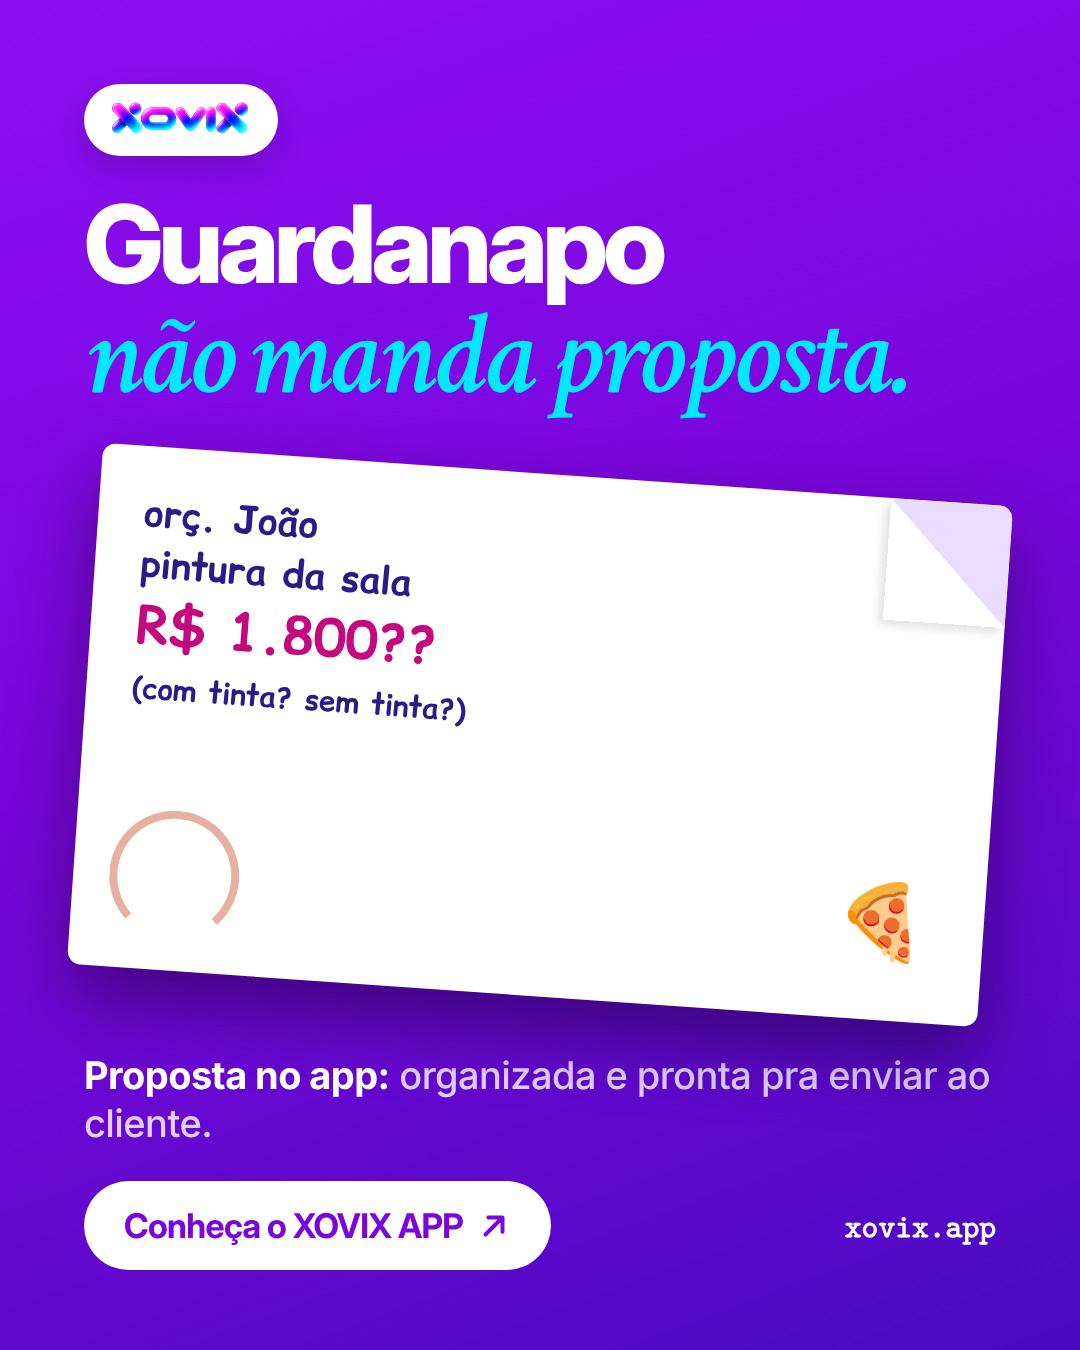 XOVIX
Guardanapo
não manda proposta.
orç. João
pintura da sala
R$ 1.800??
(com tinta? sem tinta?)
Proposta no app: organizada e pronta pra enviar ao
cliente.
Conheça o XOVIX APP
xovix.app